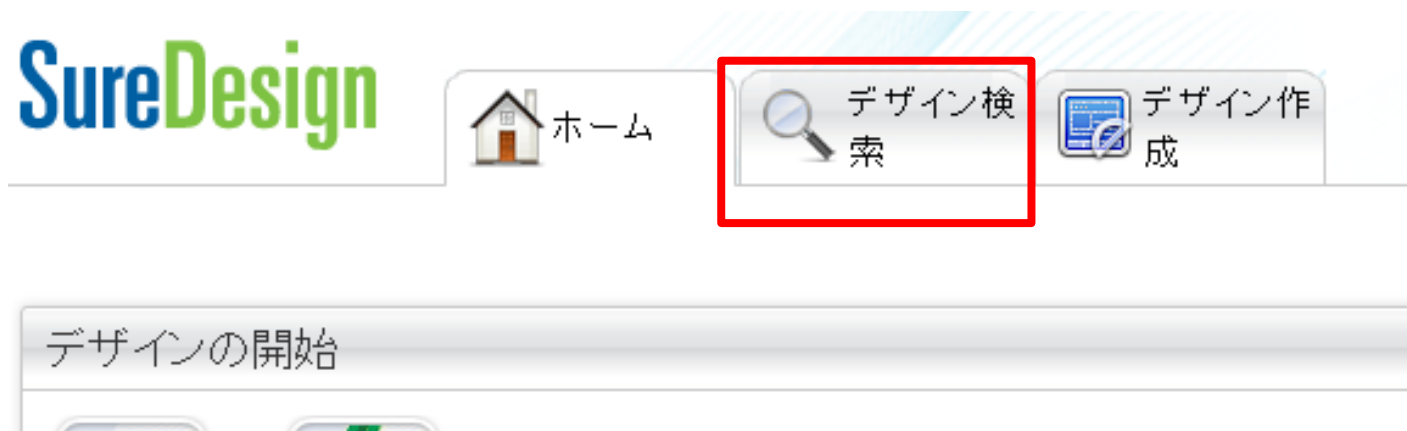 SureDesign
ホーム
デザイン検
索
デザイン作
成
デザインの開始